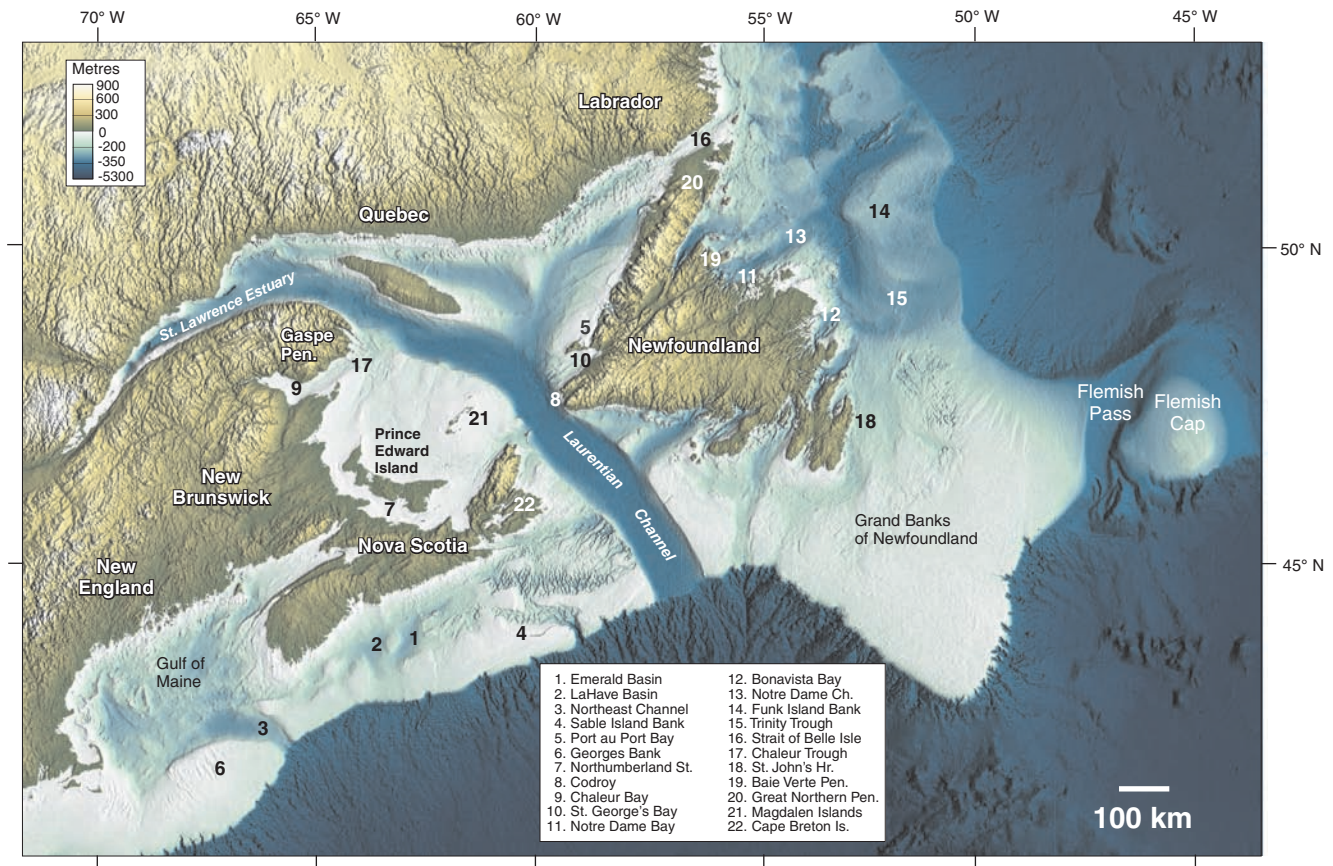 70° W 65° W 60° W 55° W 50° W 45° W
Metres
900
600
300
0
-200
-350
-5300
Labrador
16
20
Quebec
14
13
50° N
19
11
St. Lawrence Estuary
15
12
5
Gaspe
Pen.
Newfoundland
17
10
9
8
Flemish
Pass
Flemish
Cap
21
18
Prince
Edward
Island
Laurentian
Channel
New
Brunswick
22
7
Grand Banks
of Newfoundland
Nova Scotia
45° N
New
England
2 1 4
Gulf of
Maine
3
6
1. Emerald Basin
2. LaHave Basin
3. Northeast Channel
4. Sable Island Bank
5. Port au Port Bay
6. Georges Bank
7. Northumberland St.
8. Codroy
9. Chaleur Bay
10. St. George's Bay
11. Notre Dame Bay
12. Bonavista Bay
13. Notre Dame Ch.
14. Funk Island Bank
15. Trinity Trough
16. Strait of Belle Isle
17. Chaleur Trough
18. St. John's Hr.
19. Baie Verte Pen.
20. Great Northern Pen.
21. Magdalen Islands
22. Cape Breton Is.
100 km